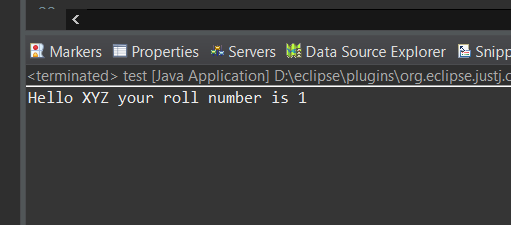 <
Markers Properties Servers Data Source Explorer Snipp
<terminated> test [Java Application] D:\eclipse\plugins\org.eclipse.justj.o
Hello XYZ your roll number is 1